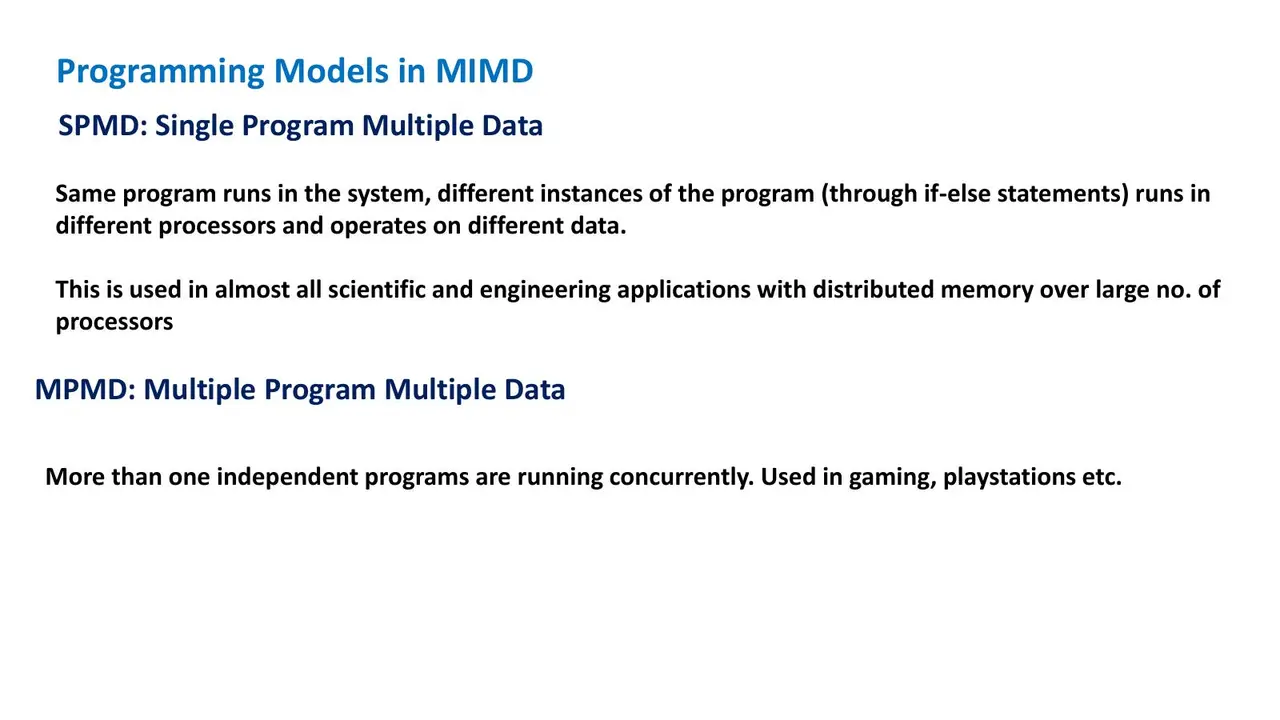 Programming Models in MIMD
SPMD: Single Program Multiple Data
Same program runs in the system, different instances of the program (through if-else statements) runs in
different processors and operates on different data.
This is used in almost all scientific and engineering applications with distributed memory over large no. of
processors
MPMD: Multiple Program Multiple Data
More than one independent programs are running concurrently. Used in gaming, playstations etc.